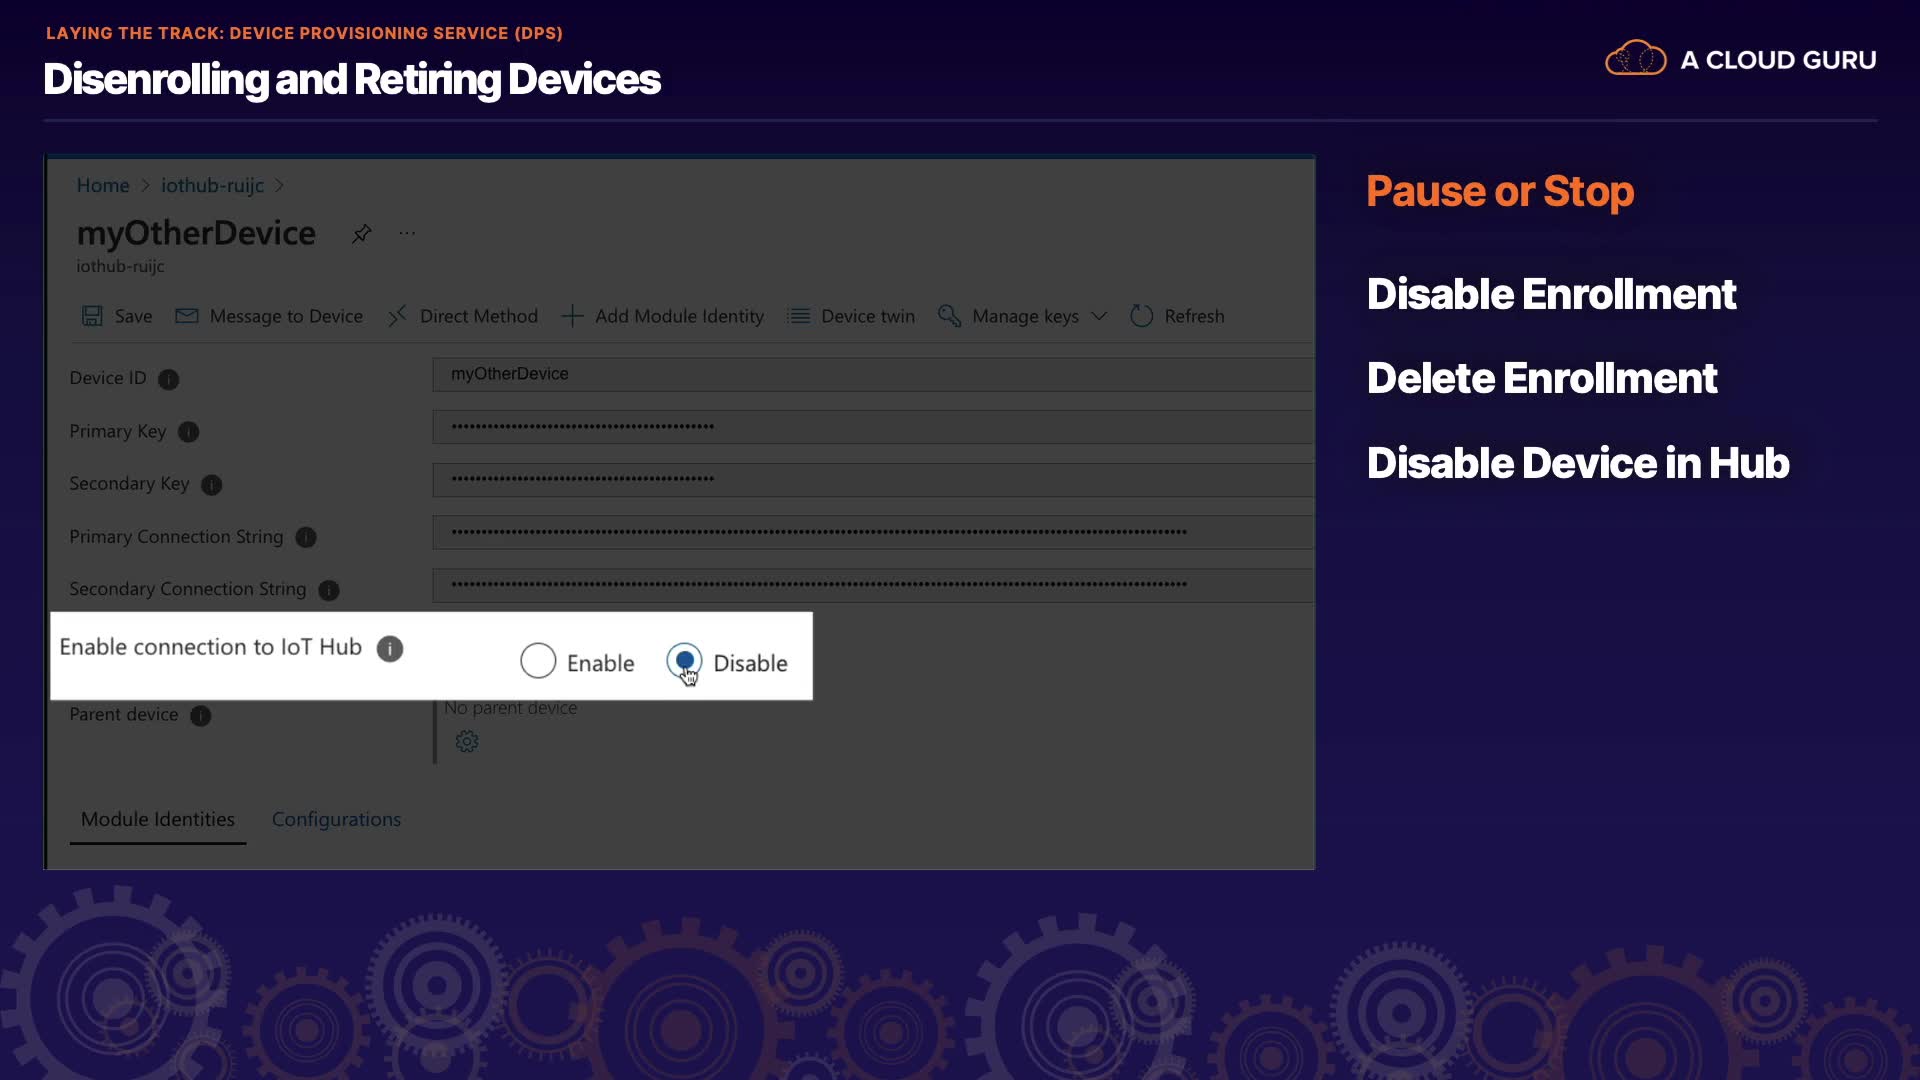 LAYING THE TRACK: DEVICE PROVISIONING SERVICE (DPS)
Disenrolling and Retiring Devices
A CLOUD GURU
Home > iothub-ruijc >
myOtherDevice ...
iothub-ruijc
Save Message to Device Direct Method Add Module Identity Device twin Manage keys Refresh
Device ID myOtherDevice
Primary Key
Secondary Key
Primary Connection String
Secondary Connection String
Enable connection to IoT Hub Enable Disable
Parent device No parent device
Module Identities Configurations
Pause or Stop
Disable Enrollment
Delete Enrollment
Disable Device in Hub